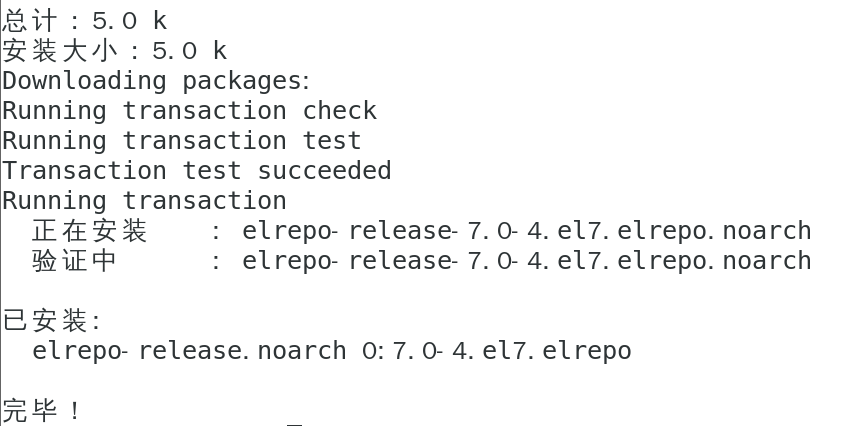 总计：5.0 k
安装大小：5.0 k
Downloading packages:
Running transaction check
Running transaction test
Transaction test succeeded
Running transaction
正在安装    : elrepo-release-7.0-4.el7.elrepo.noarch
验证中      : elrepo-release-7.0-4.el7.elrepo.noarch
已安装:
elrepo-release.noarch 0:7.0-4.el7.elrepo
完毕！